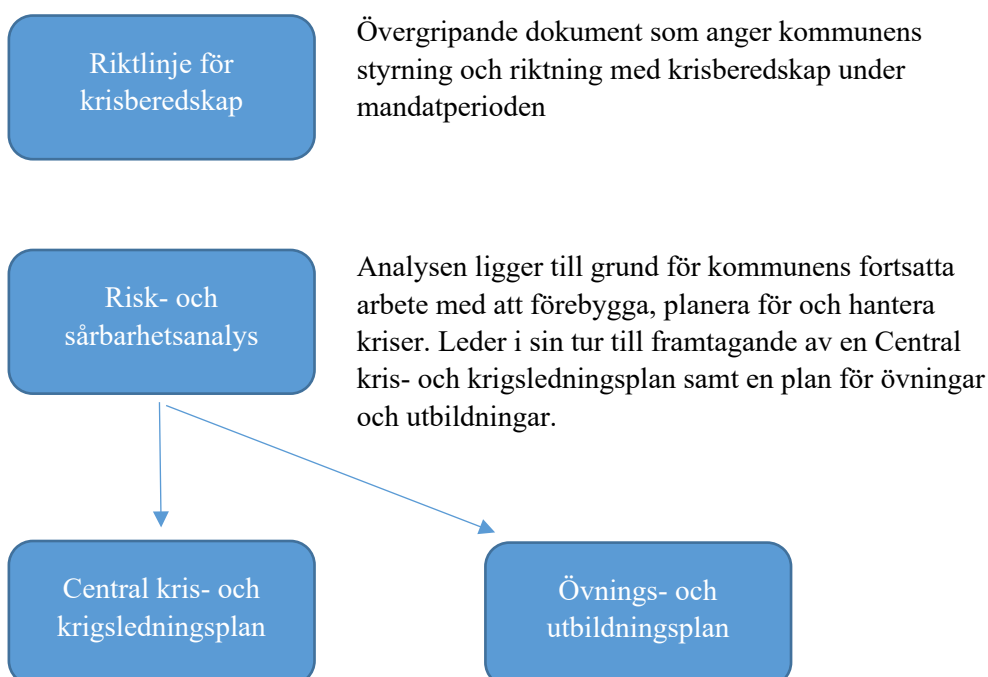 Riktlinje för
krisberedskap
Övergripande dokument som anger kommunens
styrning och riktning med krisberedskap under
mandatperioden
Risk- och
sårbarhetsanalys
Analysen ligger till grund för kommunens fortsatta
arbete med att förebygga, planera för och hantera
kriser. Leder i sin tur till framtagande av en Central
kris- och krigsledningsplan samt en plan för övningar
och utbildningar.
Central kris- och
krigsledningsplan
Övnings- och
utbildningsplan